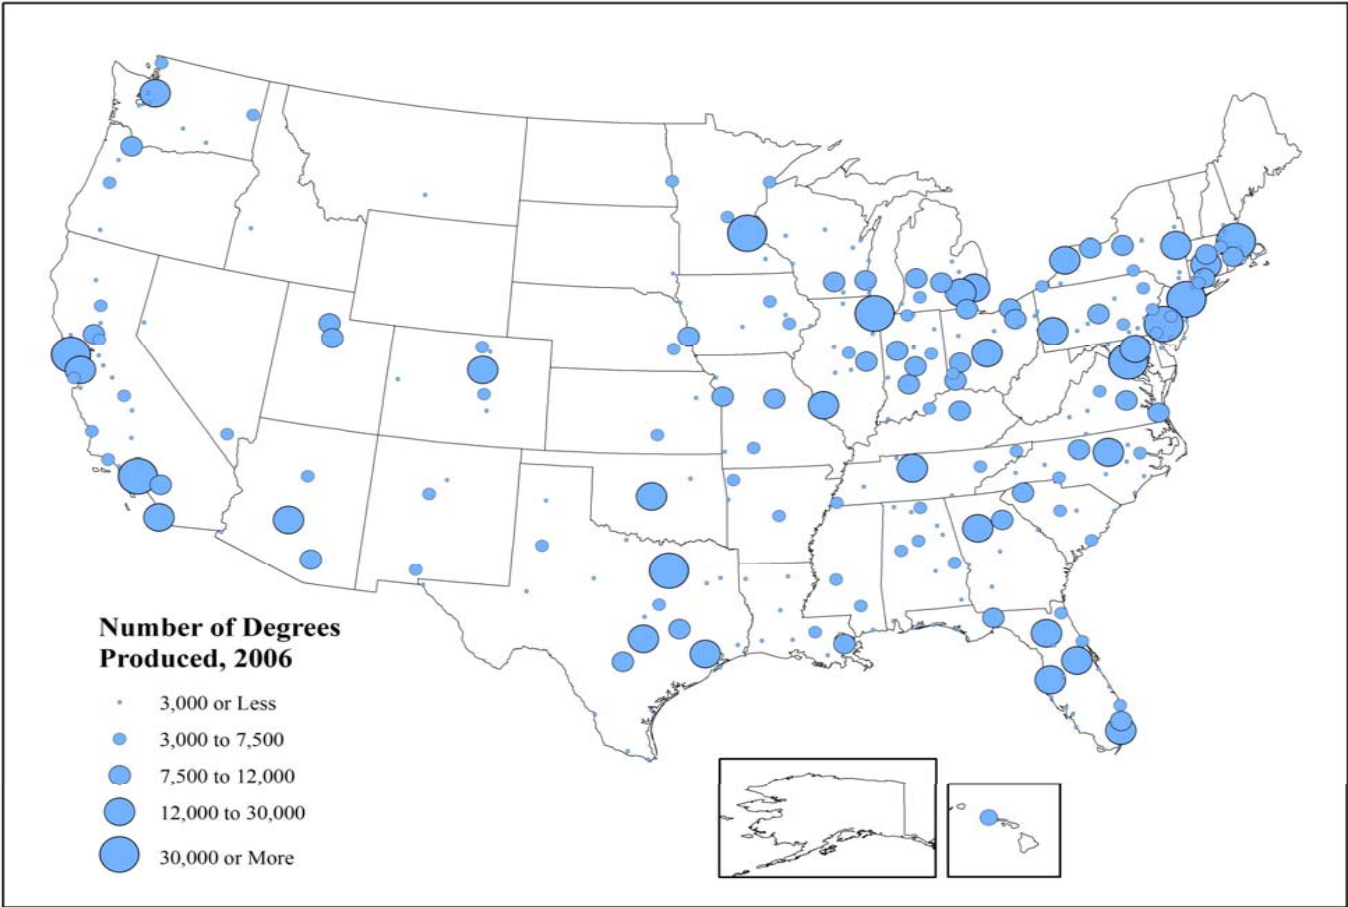 Number of Degrees
Produced, 2006
3,000 or Less
3,000 to 7,500
7,500 to 12,000
12,000 to 30,000
30,000 or More